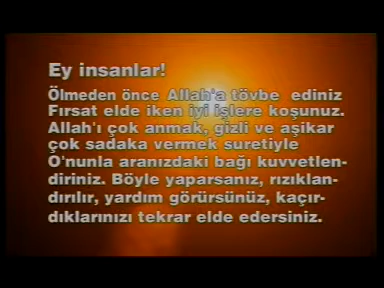 Ey insanlar!
Ölmeden önce Allah'a tövbe ediniz
Fırsat elde iken iyi işlere koşunuz.
Allah'ı çok anmak, gizli ve aşikar
çok sadaka vermek suretiyle
O'nunla aranızdaki bağı kuvvetlen-
diriniz. Böyle yaparsanız, rızıklan-
dırılır, yardım görürsünüz, kaçır-
dıklarınızı tekrar elde edersiniz.